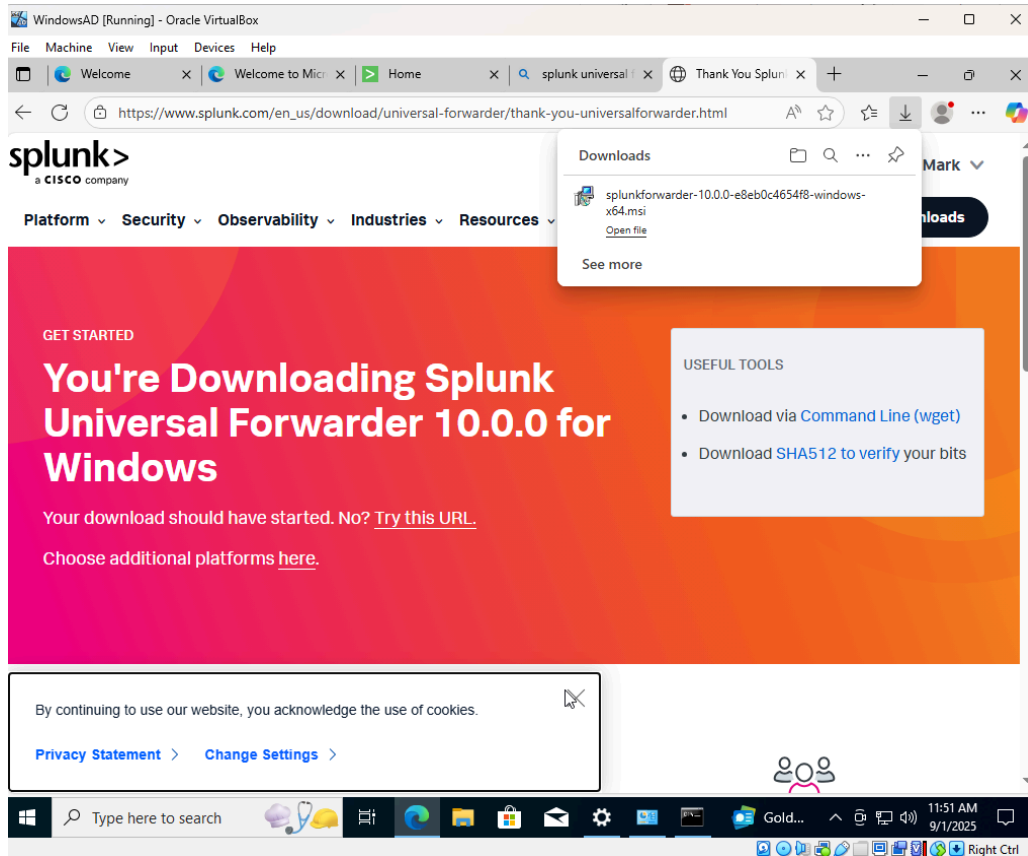 WindowsAD [Running] - Oracle VirtualBox
File Machine View Input Devices Help
Welcome
Welcome to Micr
Home
splunk universal f
Thank You Splun
https://www.splunk.com/en_us/download/universal-forwarder/thank-you-universalforwarder.html
splunk>
a CISCO company
Mark
Platform Security Observability Industries Resources
nloads
Downloads
splunkforwarder-10.0.0-e8eb0c4654f8-windows-
x64.msi
Open file
See more
GET STARTED
You're Downloading Splunk
Universal Forwarder 10.0.0 for
Windows
Your download should have started. No? Try this URL.
Choose additional platforms here.
USEFUL TOOLS
Download via Command Line (wget)
Download SHA512 to verify your bits
By continuing to use our website, you acknowledge the use of cookies.
Privacy Statement
Change Settings
Type here to search
Gold...
11:51 AM
9/1/2025
Right Ctrl